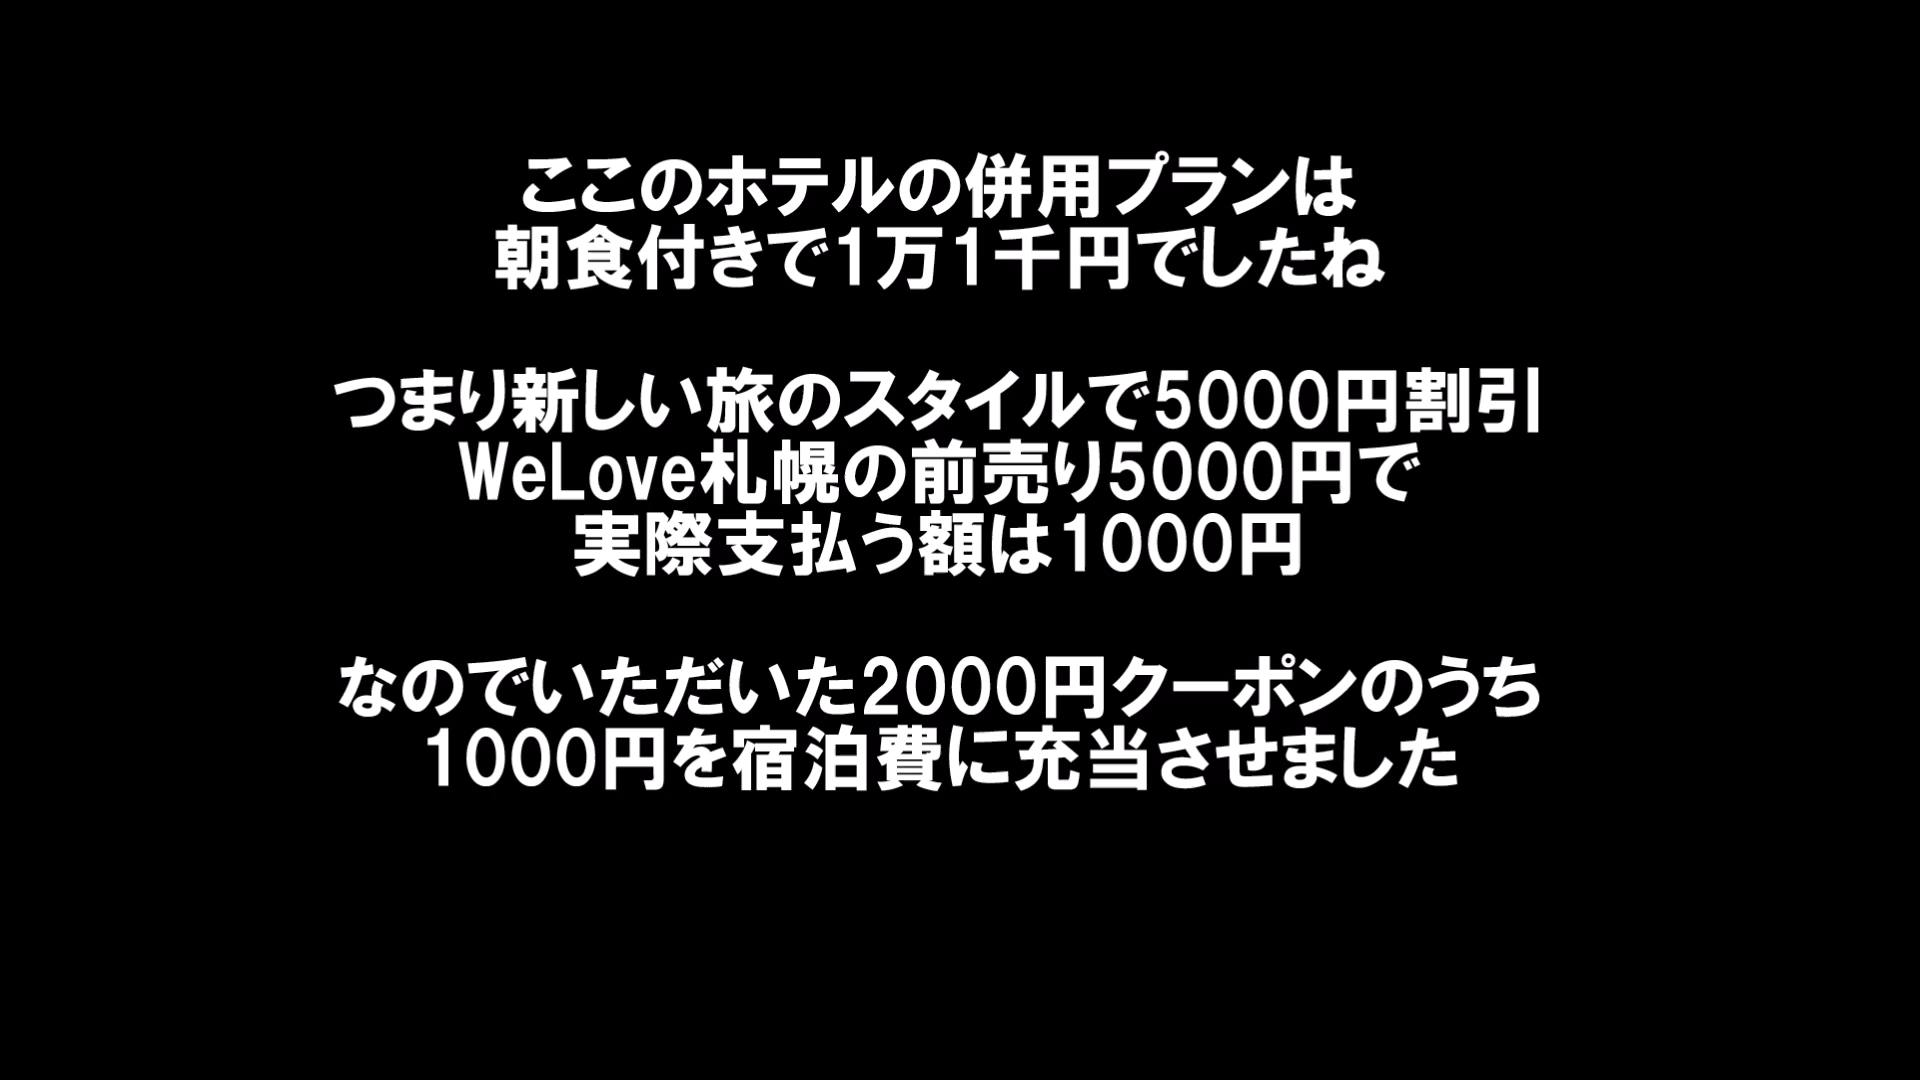 ここのホテルの併用プランは
朝食付きで1万1千円でしたね
つまり新しい旅のスタイルで5000円割引
WeLove札幌の前売り5000円で
実際支払う額は1000円
なのでいただいた2000円クーポンのうち
1000円を宿泊費に充当させました